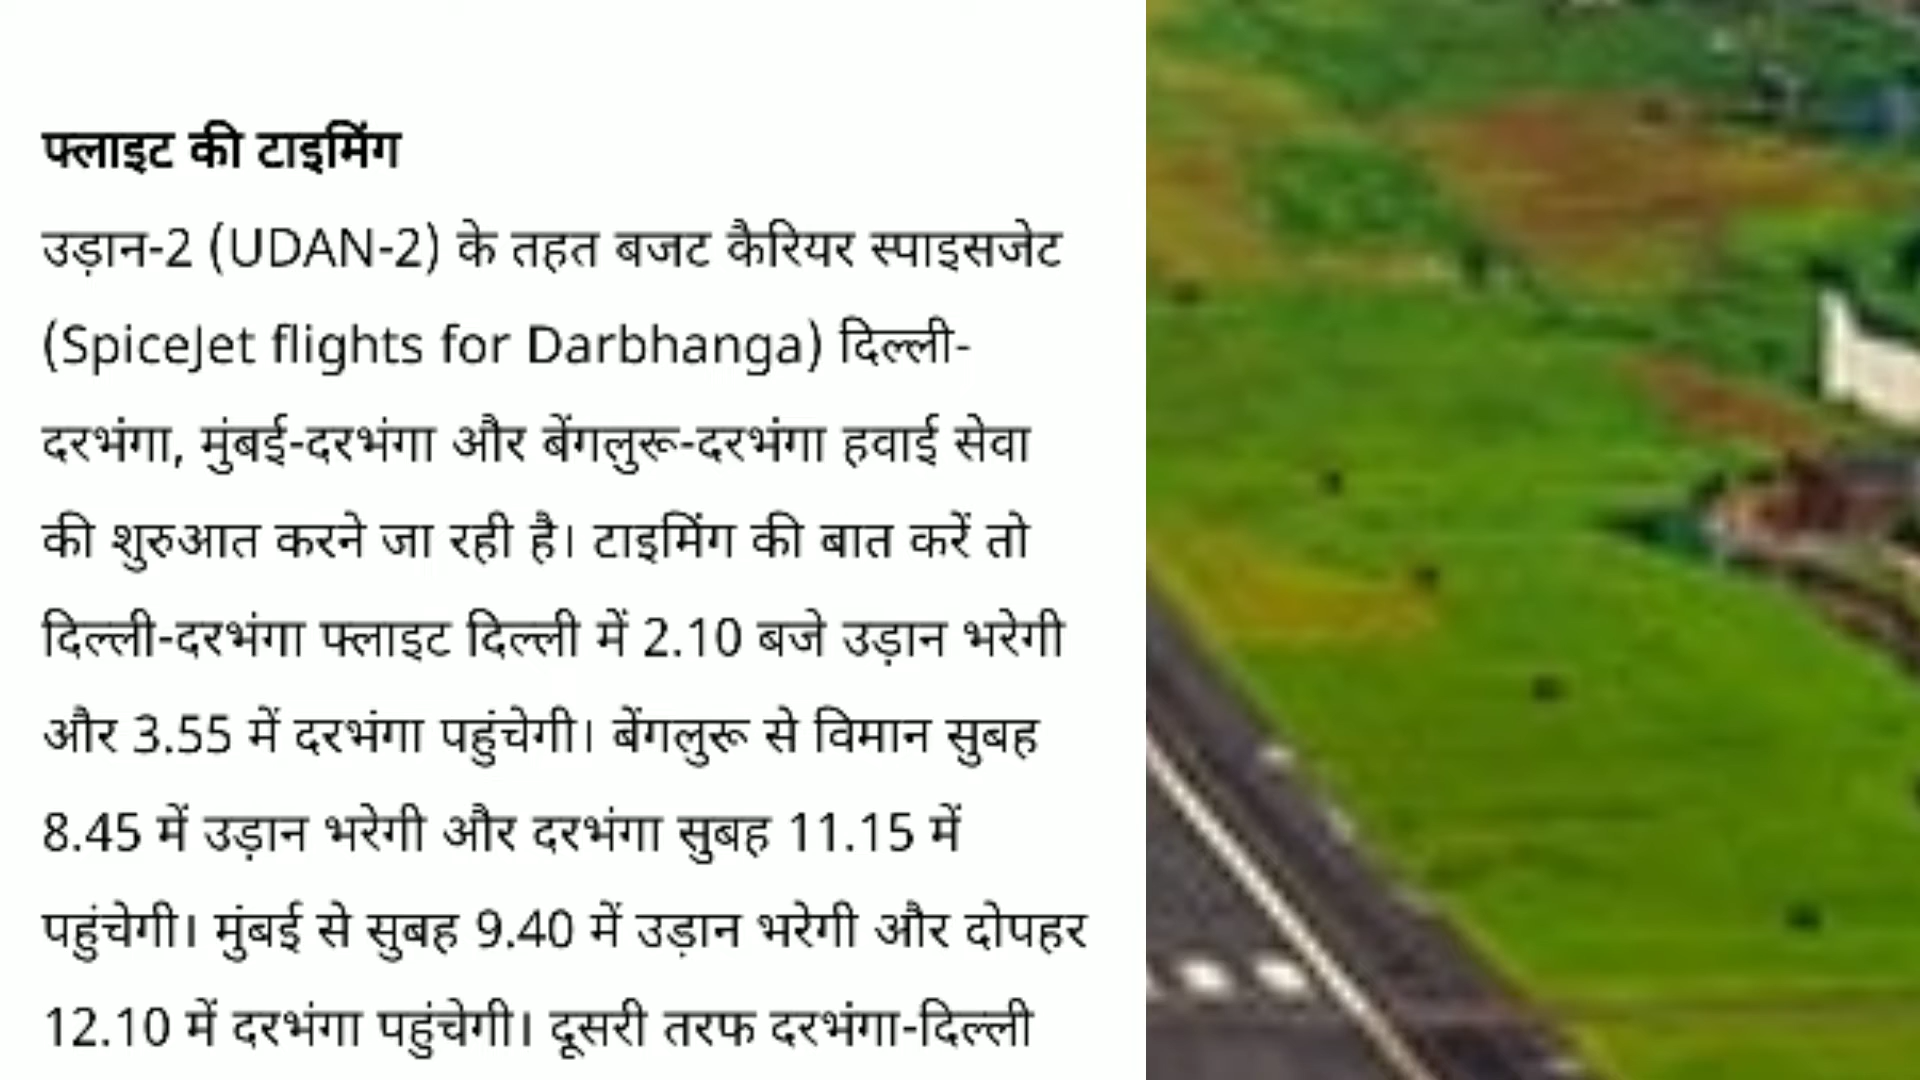 फ्लाइट की टाइमिंग
उड़ान-2 (UDAN-2) के तहत बजट कैरियर स्पाइसजेट
(SpiceJet flights for Darbhanga) दिल्ली-
दरभंगा, मुंबई-दरभंगा और बेंगलुरू-दरभंगा हवाई सेवा
की शुरुआत करने जा रही है। टाइमिंग की बात करें तो
दिल्ली-दरभंगा फ्लाइट दिल्ली में 2.10 बजे उड़ान भरेगी
और 3.55 में दरभंगा पहुंचेगी। बेंगलुरू से विमान सुबह
8.45 में उड़ान भरेगी और दरभंगा सुबह 11.15 में
पहुंचेगी। मुंबई से सुबह 9.40 में उड़ान भरेगी और दोपहर
12.10 में दरभंगा पहुंचेगी। दूसरी तरफ दरभंगा-दिल्ली